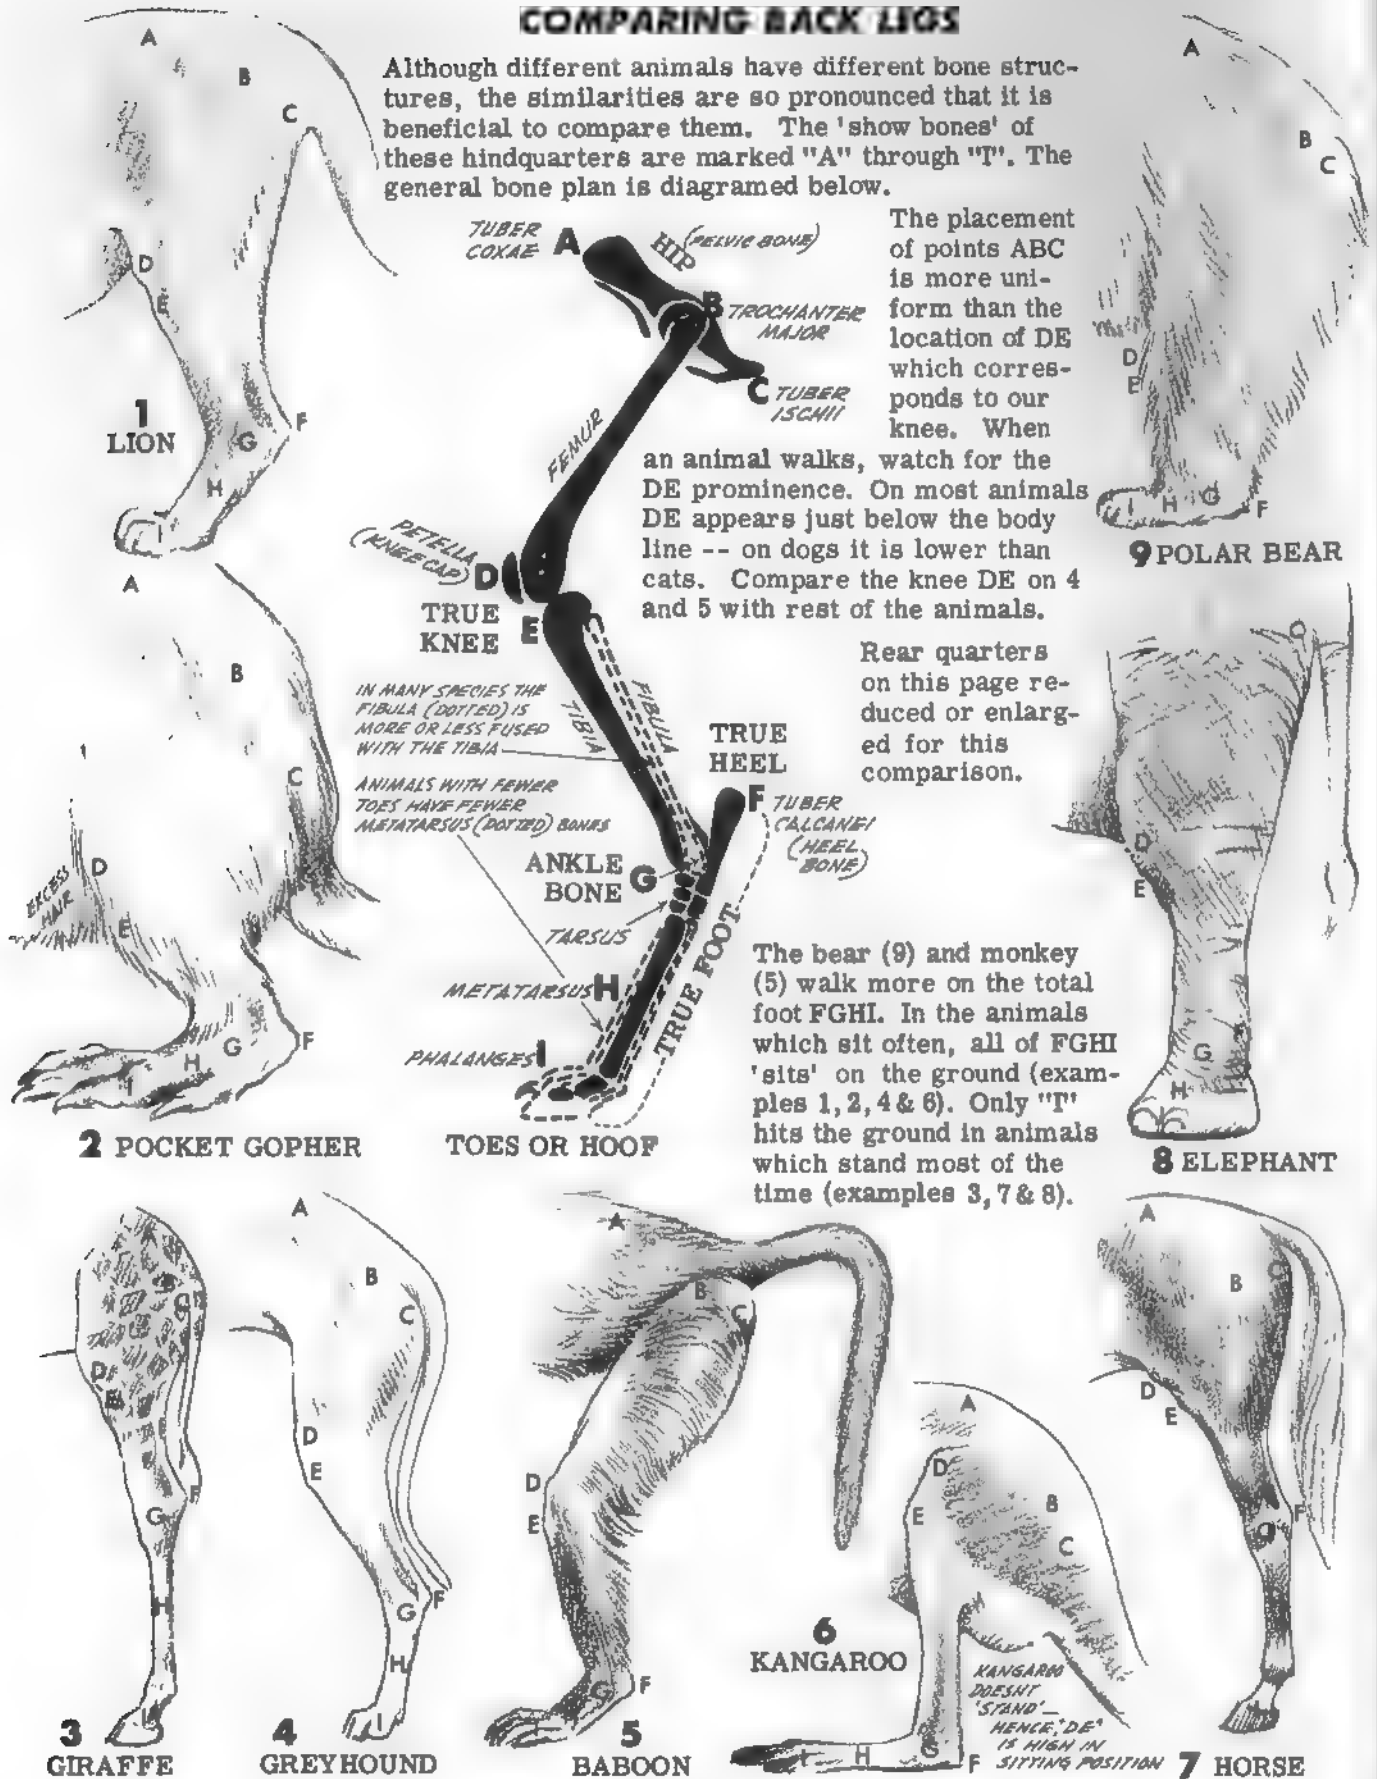 COMPARING BACK LEGS
Although different animals have different bone struc-
tures, the similarities are so pronounced that it is
beneficial to compare them. The 'show bones' of
these hindquarters are marked "A" through "I". The
general bone plan is diagramed below.
The placement
of points ABC
is more uni-
form than the
location of DE
which corres-
ponds to our
knee. When
an animal walks, watch for the
DE prominence. On most animals
DE appears just below the body
line -- on dogs it is lower than
cats. Compare the knee DE on 4
and 5 with rest of the animals.
Rear quarters
on this page re-
duced or enlarg-
ed for this
comparison.
TUBER
COXAE A
HIP
(PELVIC BONE)
B TROCHANTER
MAJOR
C TUBER
ISCHII
FEMUR
PETELLA
(KNEE CAP)
D
TRUE
KNEE
E
IN MANY SPECIES THE
FIBULA (DOTTED) IS
MORE OR LESS FUSED
WITH THE TIBIA
TIBIA
FIBULA
ANIMALS WITH FEWER
TOES HAVE FEWER
METATARSUS (DOTTED) BONES
TRUE
HEEL
F TUBER
CALCANEI
(HEEL
BONE)
ANKLE
BONE
G
TARSUS
METATARSUS H
TRUE FOOT
PHALANGES I
TOES OR HOOF
The bear (9) and monkey
(5) walk more on the total
foot FGHI. In the animals
which sit often, all of FGHI
'sits' on the ground (exam-
ples 1, 2, 4 & 6). Only "I"
hits the ground in animals
which stand most of the
time (examples 3, 7 & 8).
A
B
C
D
E
F
G
H
I
1
LION
A
B
C
D
E
EXCESS
HAIR
F
G
H
I
2 POCKET GOPHER
A
B
C
D
E
F
G
H
I
3
GIRAFFE
A
B
C
D
E
F
G
H
I
4
GREYHOUND
A
B
C
D
E
F
G
5
BABOON
A
B
C
D
E
F
G
H
I
6
KANGAROO
KANGAROO
DOESNT
'STAND' —
HENCE, 'DE'
IS HIGH IN
SITTING POSITION
A
B
C
D
E
F
G
H
7 HORSE
C
D
E
G
H
8 ELEPHANT
A
B
C
D
E
F
G
H
I
9 POLAR BEAR